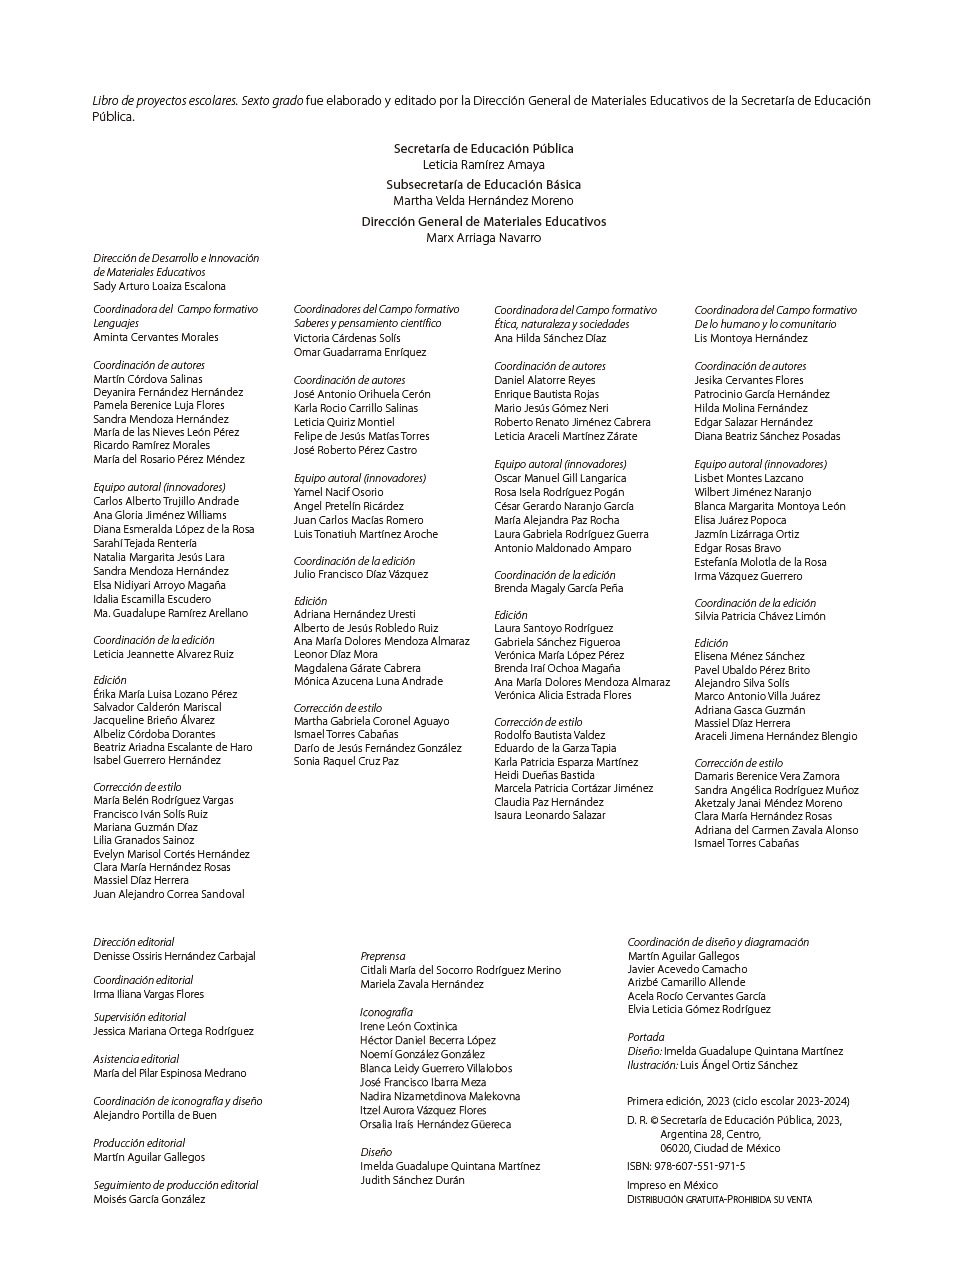 Libro de proyectos escolares. Sexto grado fue elaborado y editado por la Dirección General de Materiales Educativos de la Secretaría de Educación
Pública.
Secretaría de Educación Pública
Leticia Ramírez Amaya
Subsecretaría de Educación Básica
Martha Velda Hernández Moreno
Dirección General de Materiales Educativos
Marx Arriaga Navarro
Dirección de Desarrollo e Innovación
de Materiales Educativos
Sady Arturo Loaiza Escalona
Coordinadora del Campo formativo
Lenguajes
Aminta Cervantes Morales
Coordinación de autores
Martín Córdova Salinas
Deyanira Fernández Hernández
Pamela Berenice Luja Flores
Sandra Mendoza Hernández
María de las Nieves León Pérez
Ricardo Ramírez Morales
María del Rosario Pérez Méndez
Equipo autoral (innovadores)
Carlos Alberto Trujillo Andrade
Ana Gloria Jiménez Williams
Diana Esmeralda López de la Rosa
Sarahí Tejada Rentería
Natalia Margarita Jesús Lara
Sandra Mendoza Hernández
Elsa Nidiyari Arroyo Magaña
Idalia Escamilla Escudero
Ma. Guadalupe Ramírez Arellano
Coordinación de la edición
Leticia Jeannette Alvarez Ruiz
Edición
Érika María Luisa Lozano Pérez
Salvador Calderón Mariscal
Jacqueline Brieño Álvarez
Albeliz Córdoba Dorantes
Beatriz Ariadna Escalante de Haro
Isabel Guerrero Hernández
Corrección de estilo
María Belén Rodríguez Vargas
Francisco Iván Solís Ruiz
Mariana Guzmán Díaz
Lilia Granados Sainoz
Evelyn Marisol Cortés Hernández
Clara María Hernández Rosas
Massiel Díaz Herrera
Juan Alejandro Correa Sandoval
Coordinadores del Campo formativo
Saberes y pensamiento científico
Victoria Cárdenas Solís
Omar Guadarrama Enríquez
Coordinación de autores
José Antonio Orihuela Cerón
Karla Rocio Carrillo Salinas
Leticia Quiriz Montiel
Felipe de Jesús Matías Torres
José Roberto Pérez Castro
Equipo autoral (innovadores)
Yamel Nacif Osorio
Angel Pretelín Ricárdez
Juan Carlos Macías Romero
Luis Tonatiuh Martínez Aroche
Coordinación de la edición
Julio Francisco Díaz Vázquez
Edición
Adriana Hernández Uresti
Alberto de Jesús Robledo Ruiz
Ana María Dolores Mendoza Almaraz
Leonor Díaz Mora
Magdalena Gárate Cabrera
Mónica Azucena Luna Andrade
Corrección de estilo
Martha Gabriela Coronel Aguayo
Ismael Torres Cabañas
Darío de Jesús Fernández González
Sonia Raquel Cruz Paz
Coordinadora del Campo formativo
Ética, naturaleza y sociedades
Ana Hilda Sánchez Díaz
Coordinación de autores
Daniel Alatorre Reyes
Enrique Bautista Rojas
Mario Jesús Gómez Neri
Roberto Renato Jiménez Cabrera
Leticia Araceli Martínez Zárate
Equipo autoral (innovadores)
Oscar Manuel Gill Langarica
Rosa Isela Rodríguez Pogán
César Gerardo Naranjo García
María Alejandra Paz Rocha
Laura Gabriela Rodríguez Guerra
Antonio Maldonado Amparo
Coordinación de la edición
Brenda Magaly García Peña
Edición
Laura Santoyo Rodríguez
Gabriela Sánchez Figueroa
Verónica María López Pérez
Brenda Iraí Ochoa Magaña
Ana María Dolores Mendoza Almaraz
Verónica Alicia Estrada Flores
Corrección de estilo
Rodolfo Bautista Valdez
Eduardo de la Garza Tapia
Karla Patricia Esparza Martínez
Heidi Dueñas Bastida
Marcela Patricia Cortázar Jiménez
Claudia Paz Hernández
Isaura Leonardo Salazar
Coordinadora del Campo formativo
De lo humano y lo comunitario
Lis Montoya Hernández
Coordinación de autores
Jesika Cervantes Flores
Patrocinio García Hernández
Hilda Molina Fernández
Edgar Salazar Hernández
Diana Beatriz Sánchez Posadas
Equipo autoral (innovadores)
Lisbet Montes Lazcano
Wilbert Jiménez Naranjo
Blanca Margarita Montoya León
Elisa Juárez Popoca
Jazmín Lizárraga Ortiz
Edgar Rosas Bravo
Estefanía Molotla de la Rosa
Irma Vázquez Guerrero
Coordinación de la edición
Silvia Patricia Chávez Limón
Edición
Elisena Ménez Sánchez
Pavel Ubaldo Pérez Brito
Alejandro Silva Solís
Marco Antonio Villa Juárez
Adriana Gasca Guzmán
Massiel Díaz Herrera
Araceli Jimena Hernández Blengio
Corrección de estilo
Damaris Berenice Vera Zamora
Sandra Angélica Rodríguez Muñoz
Aketzaly Janai Méndez Moreno
Clara María Hernández Rosas
Adriana del Carmen Zavala Alonso
Ismael Torres Cabañas
Dirección editorial
Denisse Ossiris Hernández Carbajal
Coordinación editorial
Irma Iliana Vargas Flores
Supervisión editorial
Jessica Mariana Ortega Rodríguez
Asistencia editorial
María del Pilar Espinosa Medrano
Coordinación de iconografía y diseño
Alejandro Portilla de Buen
Producción editorial
Martín Aguilar Gallegos
Seguimiento de producción editorial
Moisés García González
Preprensa
Citlali María del Socorro Rodríguez Merino
Mariela Zavala Hernández
Iconografía
Irene León Coxtinica
Héctor Daniel Becerra López
Noemí González González
Blanca Leidy Guerrero Villalobos
José Francisco Ibarra Meza
Nadira Nizametdinova Malekovna
Itzel Aurora Vázquez Flores
Orsalia Iraís Hernández Güereca
Diseño
Imelda Guadalupe Quintana Martínez
Judith Sánchez Durán
Coordinación de diseño y diagramación
Martín Aguilar Gallegos
Javier Acevedo Camacho
Arizbé Camarillo Allende
Acela Rocío Cervantes García
Elvia Leticia Gómez Rodríguez
Portada
Diseño: Imelda Guadalupe Quintana Martínez
Ilustración: Luis Ángel Ortiz Sánchez
Primera edición, 2023 (ciclo escolar 2023-2024)
D. R. © Secretaría de Educación Pública, 2023,
Argentina 28, Centro,
06020, Ciudad de México
ISBN: 978-607-551-971-5
Impreso en México
DISTRIBUCIÓN GRATUITA-PROHIBIDA SU VENTA